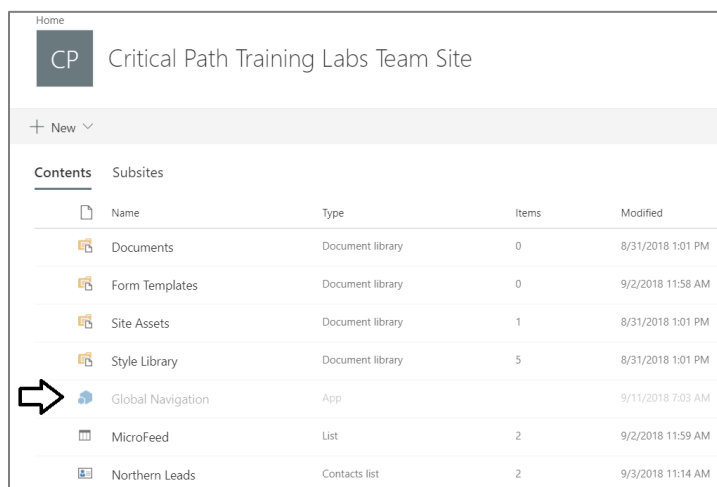 Home
CP Critical Path Training Labs Team Site
+ New
Contents Subsites
Name Type Items Modified
Documents Document library 0 8/31/2018 1:01 PM
Form Templates Document library 0 9/2/2018 11:58 AM
Site Assets Document library 1 8/31/2018 1:01 PM
Style Library Document library 5 8/31/2018 1:01 PM
Global Navigation App 9/11/2018 7:03 AM
MicroFeed List 2 9/2/2018 11:59 AM
Northern Leads Contacts list 2 9/3/2018 11:14 AM